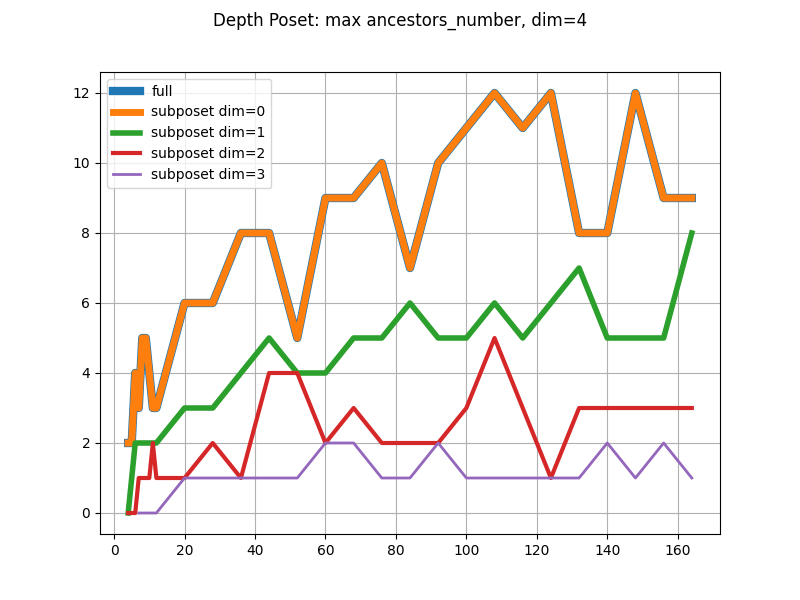 Depth Poset: max ancestors_number, dim=4
full
subposet dim=0
subposet dim=1
subposet dim=2
subposet dim=3
12
10
8
6
4
2
0
0 20 40 60 80 100 120 140 160